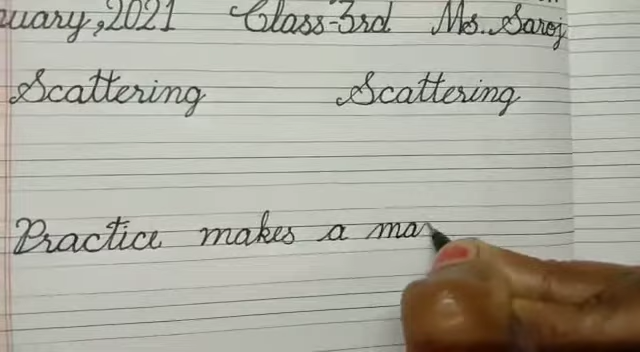 uary,2021 Class-3rd Ms. Saroj
Scattering Scattering
Practice makes a ma